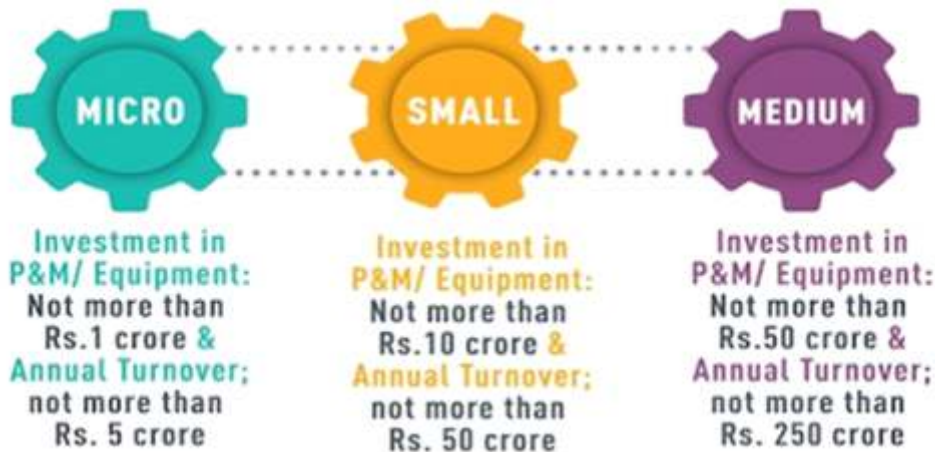 MICRO
SMALL
MEDIUM
Investment in
P&M/ Equipment:
Not more than
Rs.1 crore &
Annual Turnover;
not more than
Rs. 5 crore
Investment in
P&M/ Equipment:
Not more than
Rs.10 crore &
Annual Turnover;
not more than
Rs. 50 crore
Investment in
P&M/ Equipment:
Not more than
Rs.50 crore &
Annual Turnover;
not more than
Rs. 250 crore